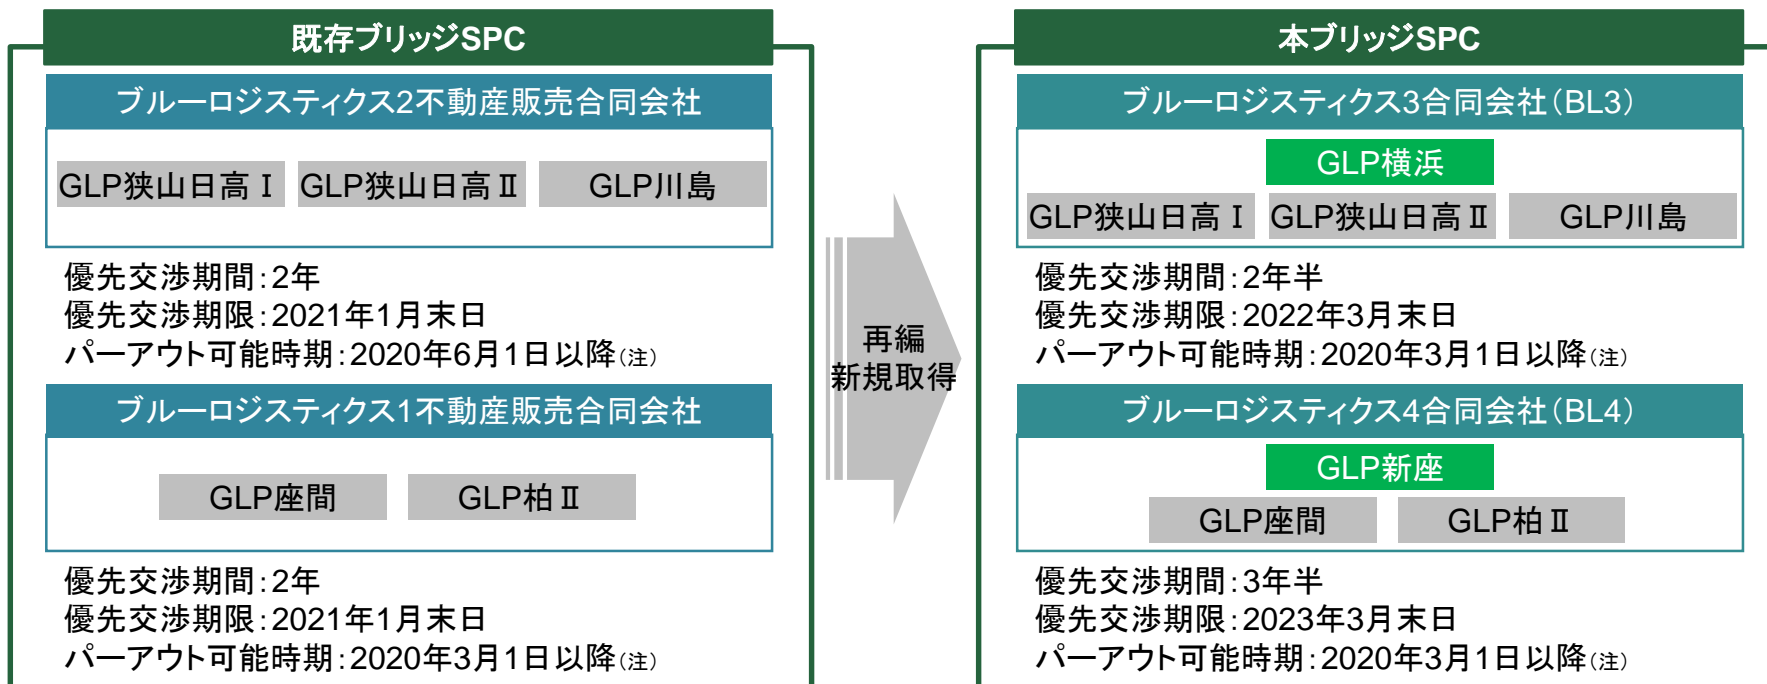 既存ブリッジSPC
ブルーロジスティクス2不動産販売合同会社
GLP狭山日高Ⅰ GLP狭山日高Ⅱ GLP川島
優先交渉期間：2年
優先交渉期限：2021年1月末日
パーアウト可能時期：2020年6月1日以降（注）
ブルーロジスティクス1不動産販売合同会社
GLP座間 GLP柏Ⅱ
優先交渉期間：2年
優先交渉期限：2021年1月末日
パーアウト可能時期：2020年3月1日以降（注）
再編
新規取得
本ブリッジSPC
ブルーロジスティクス3合同会社（BL3）
GLP横浜
GLP狭山日高Ⅰ GLP狭山日高Ⅱ GLP川島
優先交渉期間：2年半
優先交渉期限：2022年3月末日
パーアウト可能時期：2020年3月1日以降（注）
ブルーロジスティクス4合同会社（BL4）
GLP新座
GLP座間 GLP柏Ⅱ
優先交渉期間：3年半
優先交渉期限：2023年3月末日
パーアウト可能時期：2020年3月1日以降（注）